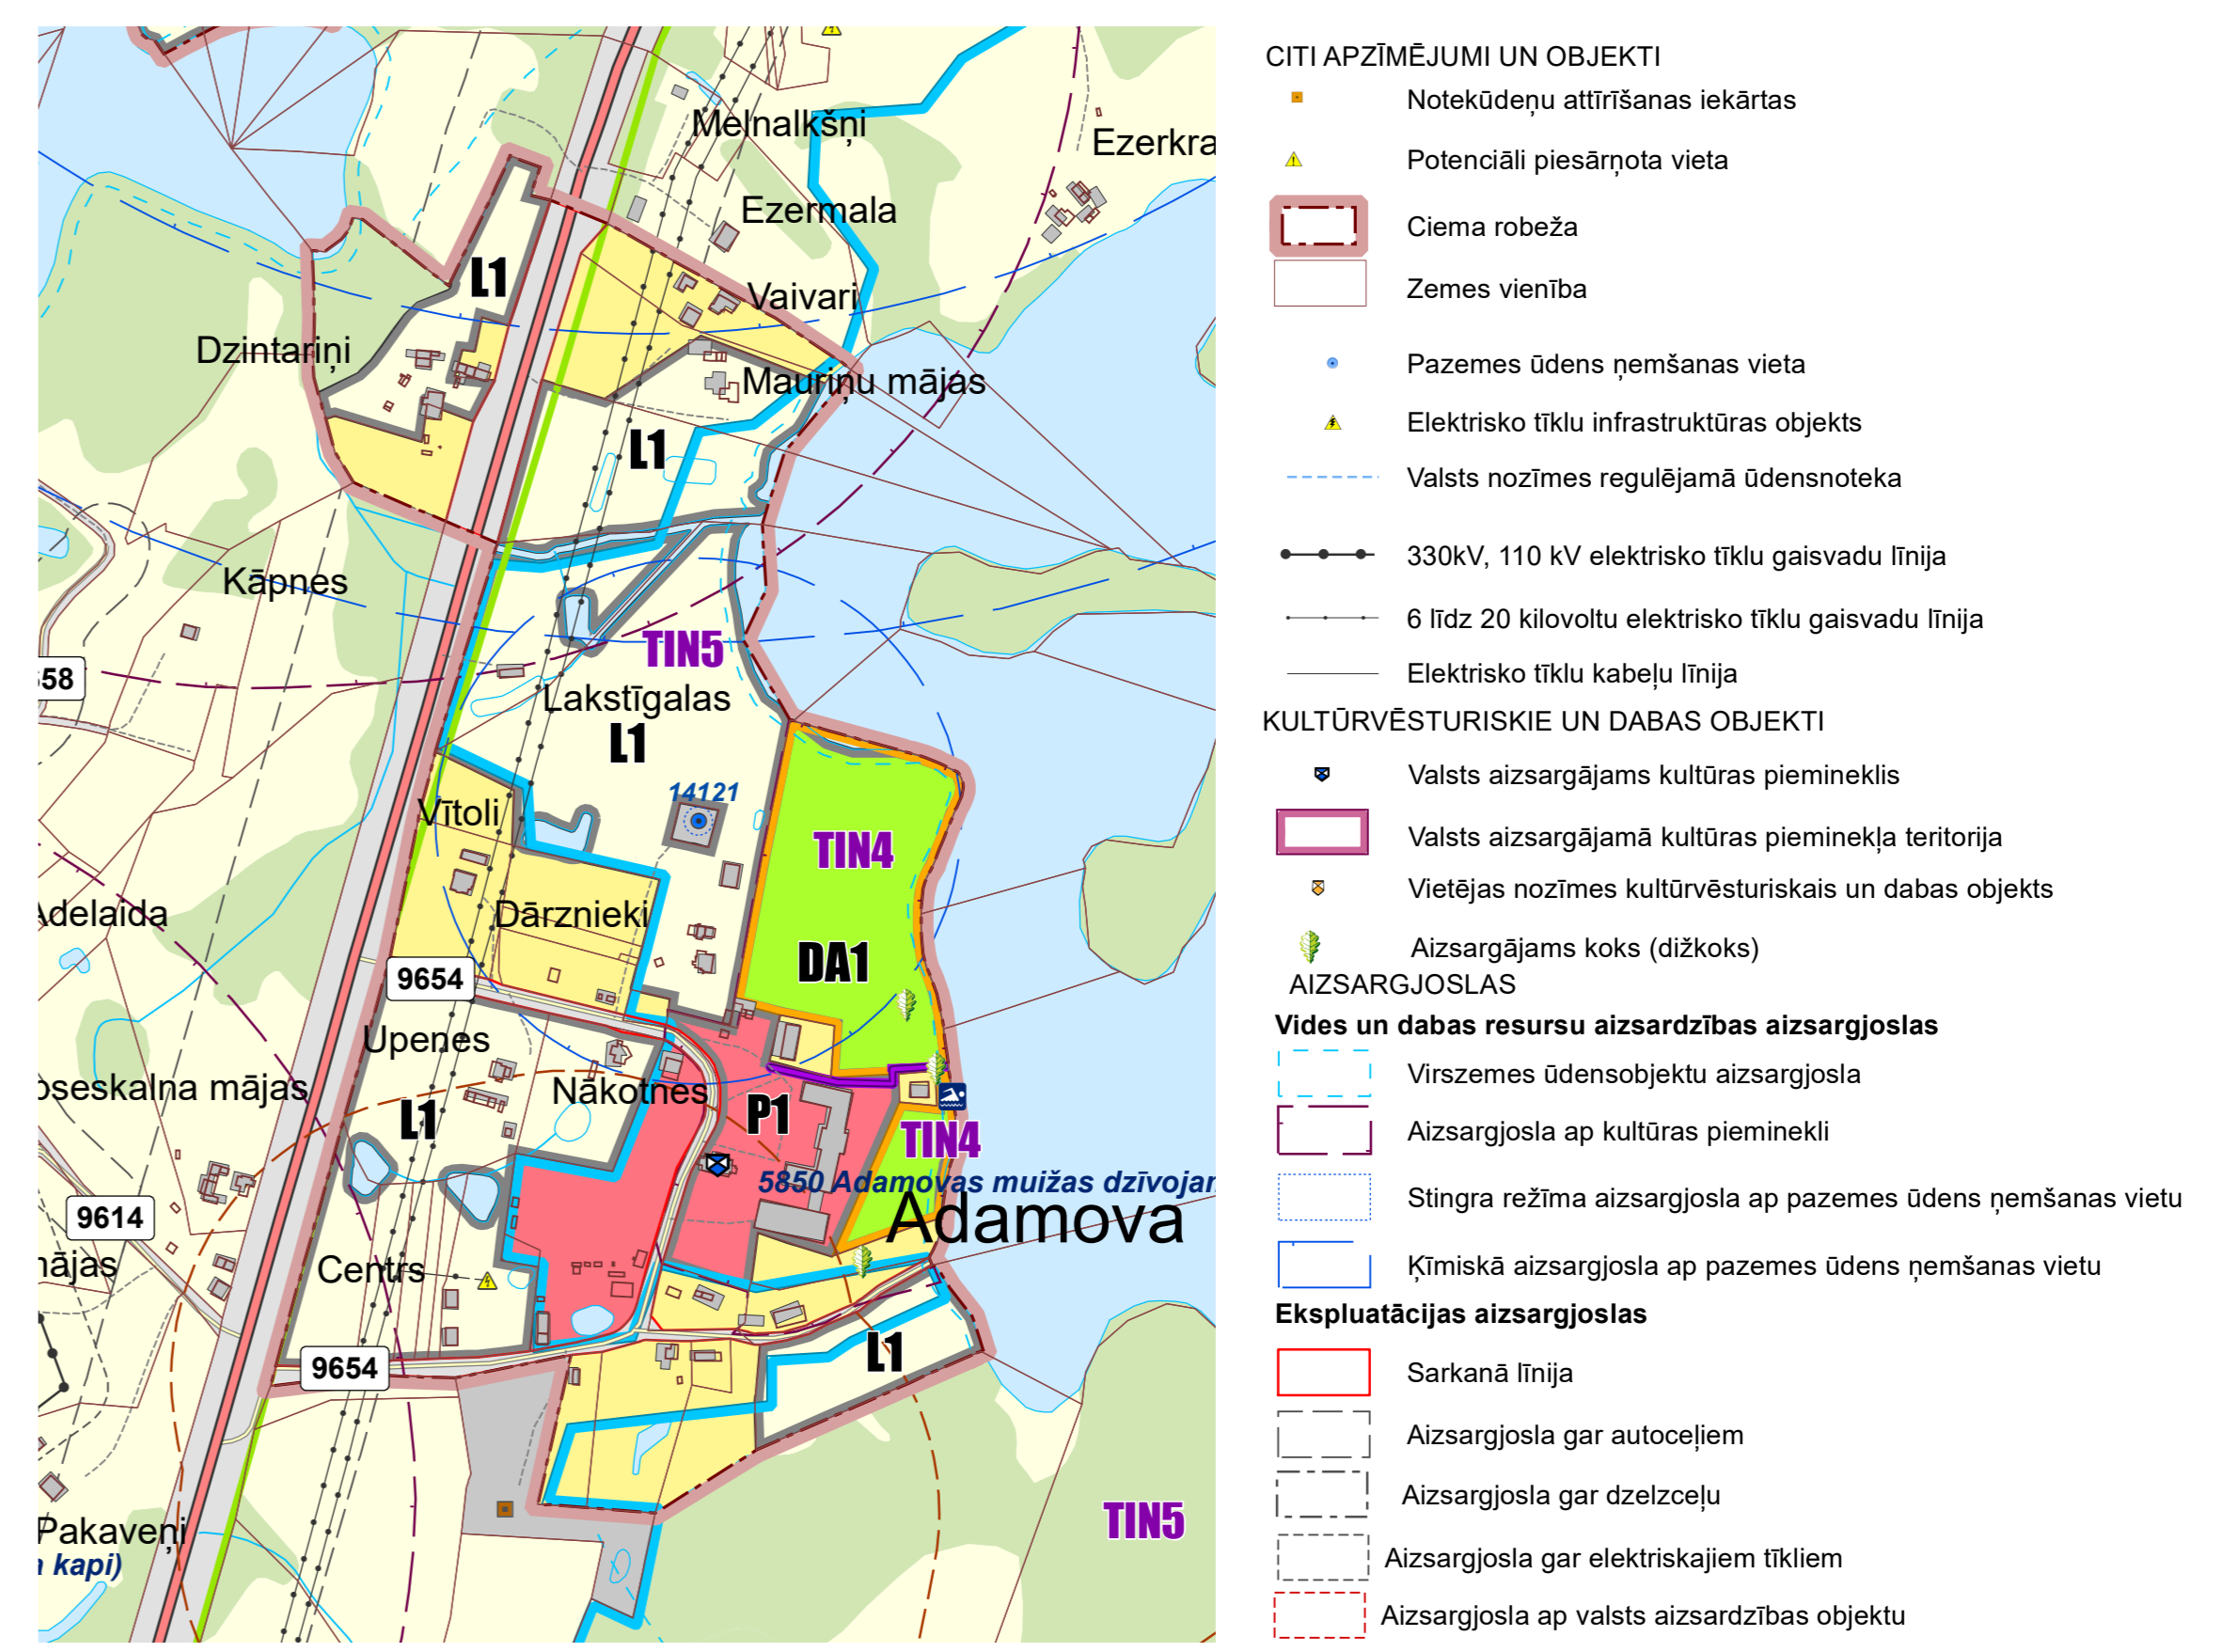 Melnalkšņi
Ezermala
L1
Vaivari
Dzintariņi
Mauriņu mājas
L1
Kāpnes
TIN5
58
Lakstīgalas
L1
14121
Vītoli
TIN4
Dārznieki
DA1
9654
Upenes
Nākotnes
P1
L1
TIN4
5850 Adamovas muižas
Adamova
9614
Centrs
L1
9654
TIN5
Pakaveņi
kapi)
CITI APZĪMĒJUMI UN OBJEKTI
Notekūdeņu attīrīšanas iekārtas
Potenciāli piesārņota vieta
Ciema robeža
Zemes vienība
Pazemes ūdens ņemšanas vieta
Elektrisko tīklu infrastruktūras objekts
Valsts nozīmes regulējamā ūdensnoteka
330kV, 110 kV elektrisko tīklu gaisvadu līnija
6 līdz 20 kilovoltu elektrisko tīklu gaisvadu līnija
Elektrisko tīklu kabeļu līnija
KULTŪRVĒSTURISKIE UN DABAS OBJEKTI
Valsts aizsargājams kultūras piemineklis
Valsts aizsargājamā kultūras pieminekļa teritorija
Vietējas nozīmes kultūrvēsturiskais un dabas objekts
Aizsargājams koks (dižkoks)
AIZSARGJOSLAS
Vides un dabas resursu aizsardzības aizsargjoslas
Virszemes ūdensobjektu aizsargjosla
Aizsargjosla ap kultūras pieminekli
Stingra režīma aizsargjosla ap pazemes ūdens ņemšanas vietu
Ķīmiskā aizsargjosla ap pazemes ūdens ņemšanas vietu
Ekspluatācijas aizsargjoslas
Sarkanā līnija
Aizsargjosla gar autoceļiem
Aizsargjosla gar dzelzceļu
Aizsargjosla gar elektriskajiem tīkliem
Aizsargjosla ap valsts aizsardzības objektu